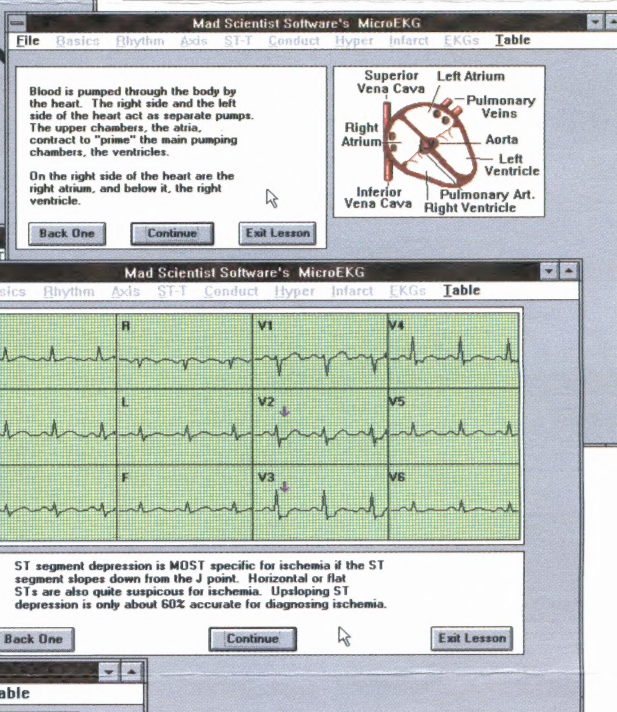 Mad Scientist Software's MicroEKG
File Basics Rhythm Axis ST-T Conduct Hyper Infarct EKGs Table
Blood is pumped through the body by
the heart. The right side and the left
side of the heart act as separate pumps.
The upper chambers, the atria,
contract to "prime" the main pumping
chambers, the ventricles.
On the right side of the heart are the
right atrium, and below it, the right
ventricle.
Back One Continue Exit Lesson
Superior
Vena Cava
Left Atrium
Pulmonary
Veins
Right
Atrium
Aorta
Left
Ventricle
Inferior
Vena Cava
Pulmonary Art.
Right Ventricle
Mad Scientist Software's MicroEKG
sics Rhythm Axis ST-T Conduct Hyper Infarct EKGs Table
R V1 V4
L V2 V5
F V3 V6
ST segment depression is MOST specific for ischemia if the ST
segment slopes down from the J point. Horizontal or flat
STs are also quite suspicous for ischemia. Upsloping ST
depression is only about 60% accurate for diagnosing ischemia.
Back One Continue Exit Lesson
able